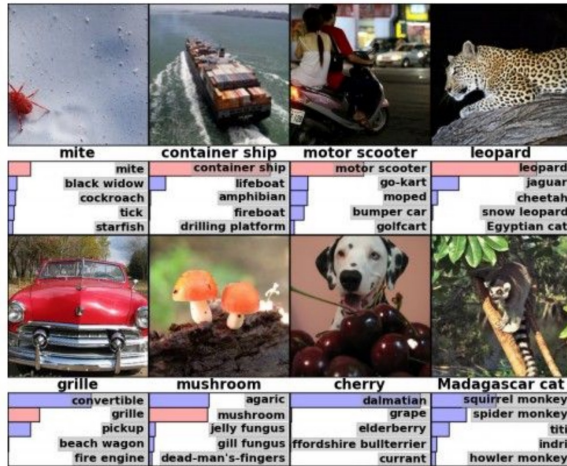 mite
container ship
motor scooter
leopard
mite
black widow
cockroach
tick
starfish
container ship
lifeboat
amphibian
fireboat
drilling platform
motor scooter
go-kart
moped
bumper car
golfcart
leopard
jaguar
cheetah
snow leopard
Egyptian cat
grille
mushroom
cherry
Madagascar cat
convertible
grille
pickup
beach wagon
fire engine
agaric
mushroom
jelly fungus
gill fungus
dead-man's-fingers
dalmatian
grape
elderberry
ffordshire bullterrier
currant
squirrel monkey
spider monkey
titi
indri
howler monkey